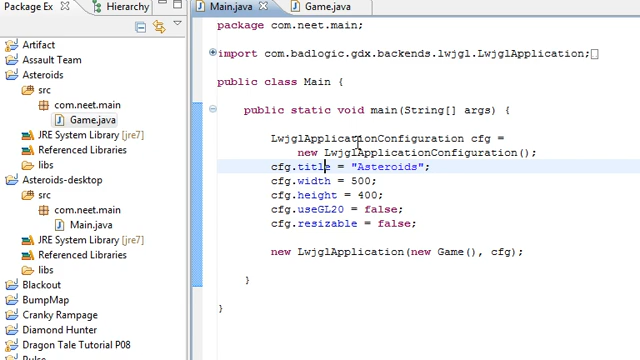 Package Ex
Hierarchy
Artifact
Assault Team
Asteroids
src
com.neet.main
Game.java
JRE System Library [JavaSE-
Referenced Libraries
libs
Asteroids-desktop
src
com.neet.main
Main.java
JRE System Library [JavaSE-
Referenced Libraries
libs
Blackout
BumpMap
Cranky Rampage
Diamond Hunter
Dragon Tale Tutorial P08
Main.java
Game.java
package com.neet.main;
import com.badlogic.gdx.backends.lwjgl.LwjglApplication;
public class Main {
public static void main(String[] args) {
LwjglApplicationConfiguration cfg =
new LwjglApplicationConfiguration();
cfg.title = "Asteroids";
cfg.width = 500;
cfg.height = 400;
cfg.useGL20 = false;
cfg.resizable = false;
new LwjglApplication(new Game(), cfg);
}
}